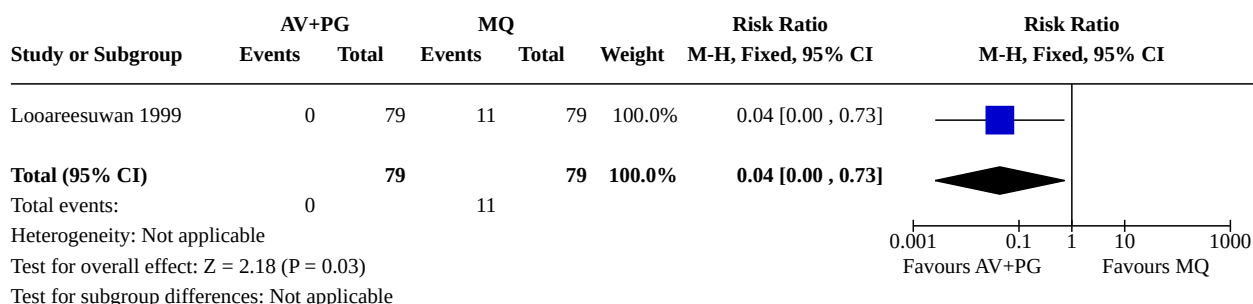 AV+PG MQ Risk Ratio Risk Ratio
Study or Subgroup Events Total Events Total Weight M-H, Fixed, 95% CI M-H, Fixed, 95% CI
Looareesuwan 1999 0 79 11 79 100.0% 0.04 [0.00 , 0.73]
Total (95% CI) 79 79 100.0% 0.04 [0.00 , 0.73]
Total events: 0 11
Heterogeneity: Not applicable
0.001 0.1 1 10 1000
Test for overall effect: Z = 2.18 (P = 0.03) Favours AV+PG Favours MQ
Test for subgroup differences: Not applicable